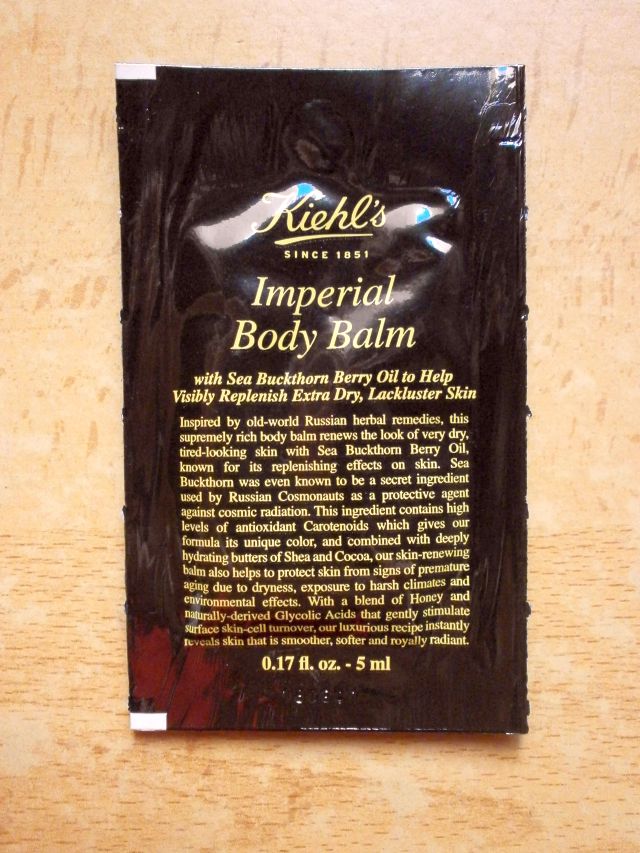 Kiehl's
SINCE 1851
Imperial
Body Balm
with Sea Buckthorn Berry Oil to Help
Visibly Replenish Extra Dry, Lackluster Skin
Inspired by old-world Russian herbal remedies, this
supremely rich body balm renews the look of very dry,
tired-looking skin with Sea Buckthorn Berry Oil,
known for its replenishing effects on skin. Sea
Buckthorn was even known to be a secret ingredient
used by Russian Cosmonauts as a protective agent
against cosmic radiation. This ingredient contains high
levels of antioxidant Carotenoids which gives our
formula its unique color, and combined with deeply
hydrating butters of Shea and Cocoa, our skin-renewing
balm also helps to protect skin from signs of premature
aging due to dryness, exposure to harsh climates and
environmental effects. With a blend of Honey and
naturally-derived Glycolic Acids that gently stimulate
surface skin-cell turnover, our luxurious recipe instantly
reveals skin that is smoother, softer and royally radiant.
0.17 fl. oz. - 5 ml